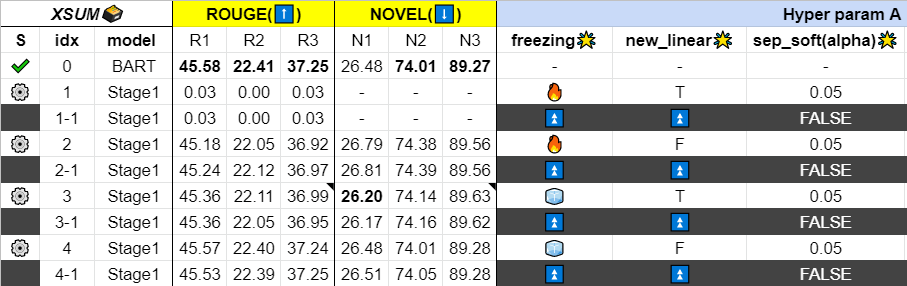 XSUM ROUGE(⬆) NOVEL(⬇) Hyper param A
S idx model R1 R2 R3 N1 N2 N3 freezing new_linear sep_soft(alpha)
0 BART 45.58 22.41 37.25 26.48 74.01 89.27 - - -
1 Stage1 0.03 0.00 0.03 - - - T 0.05
1-1 Stage1 0.03 0.00 0.03 - - - FALSE
2 Stage1 45.18 22.05 36.92 26.79 74.38 89.56 F 0.05
2-1 Stage1 45.24 22.12 36.97 26.81 74.39 89.56 FALSE
3 Stage1 45.36 22.11 36.99 26.20 74.14 89.63 T 0.05
3-1 Stage1 45.36 22.05 36.95 26.17 74.16 89.62 FALSE
4 Stage1 45.57 22.40 37.24 26.48 74.01 89.28 F 0.05
4-1 Stage1 45.53 22.39 37.25 26.51 74.05 89.28 FALSE